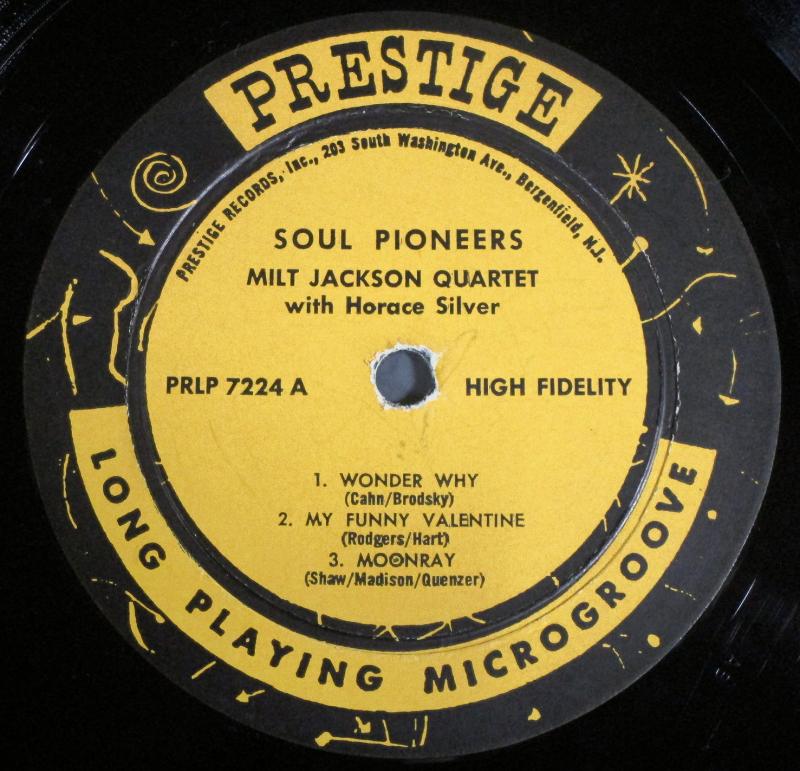 PRESTIGE
PRESTIGE RECORDS, Inc., 203 South Washington Ave., Bergenfield, N.J.
SOUL PIONEERS
MILT JACKSON QUARTET
with Horace Silver
PRLP 7224 A
HIGH FIDELITY
1. WONDER WHY
(Cahn/Brodsky)
2. MY FUNNY VALENTINE
(Rodgers/Hart)
3. MOONRAY
(Shaw/Madison/Quenzer)
LONG PLAYING MICROGROOVE